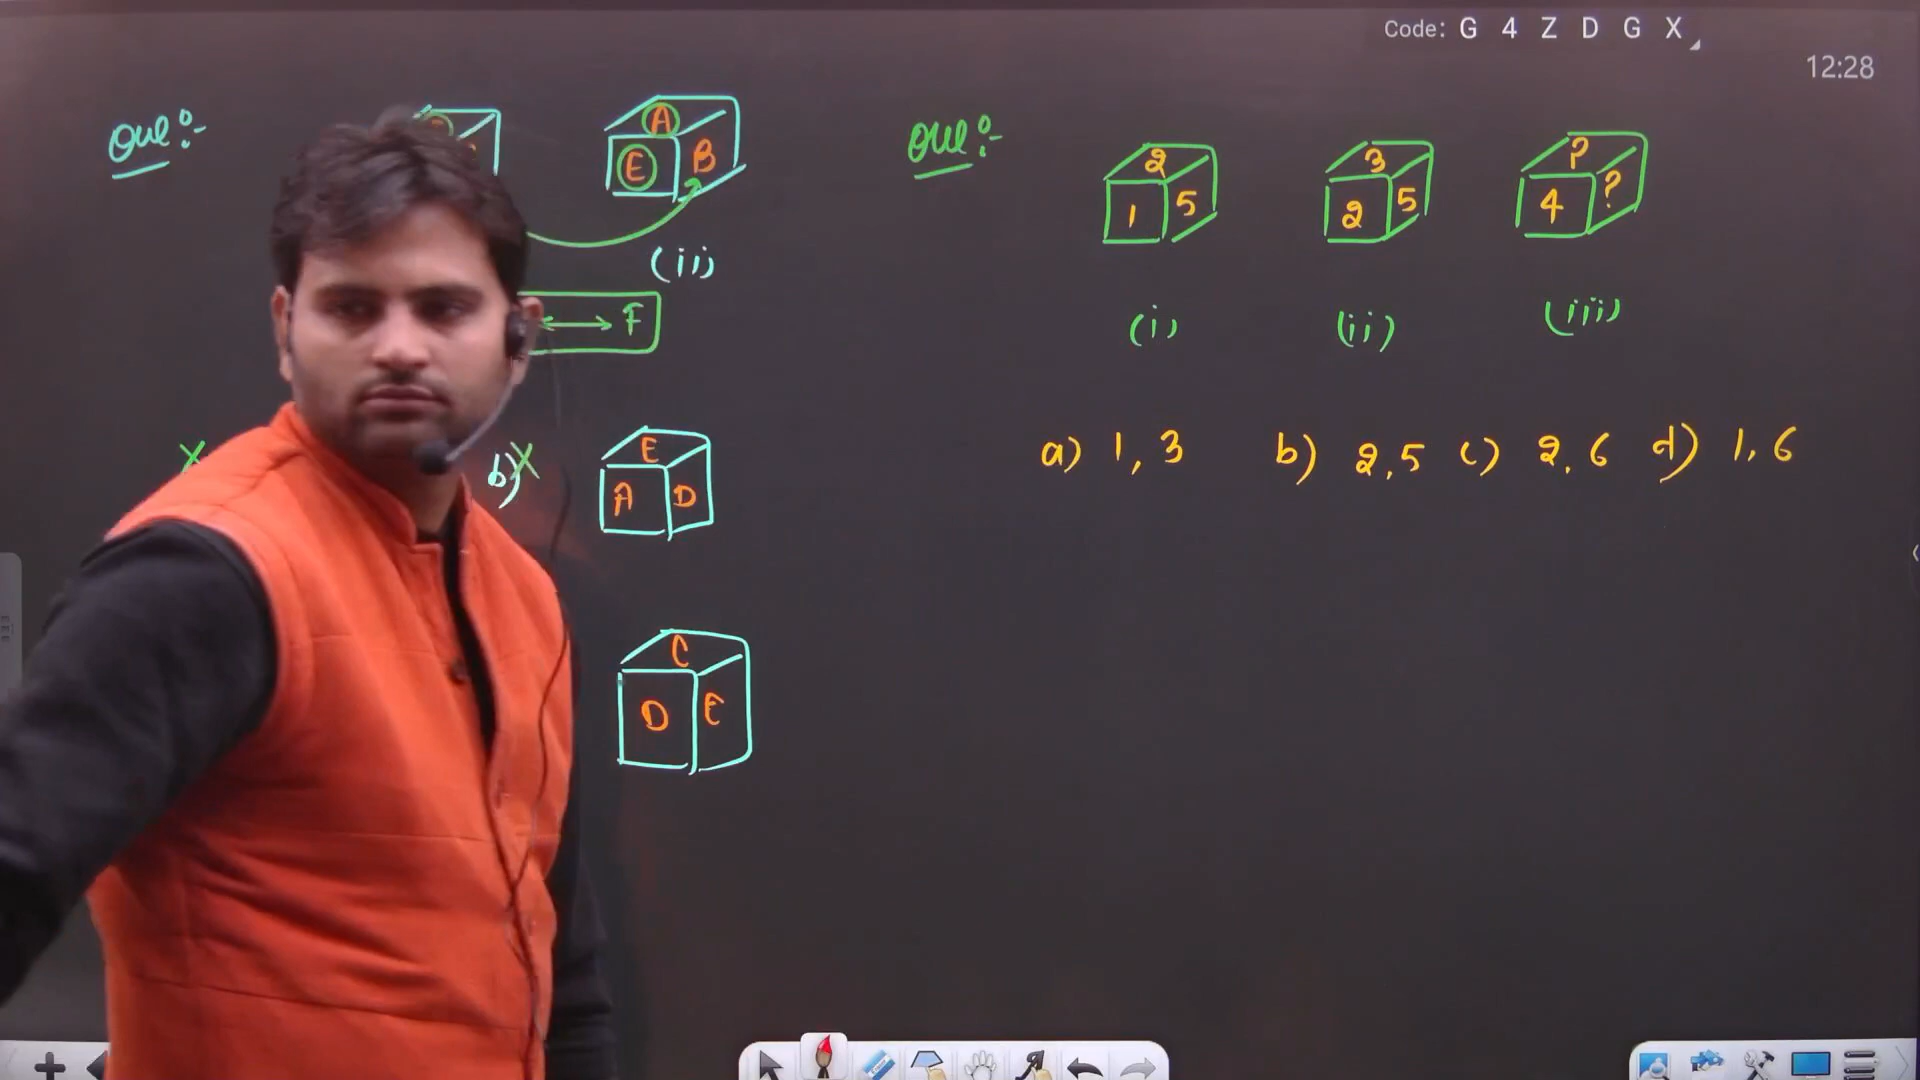 Code: G 4 Z D G X
12:28
Que:-
A
E B
(ii)
F
X
b) X
E
A D
C
D E
Que:-
2
1 5
(i)
3
2 5
(ii)
?
4 ?
(iii)
a) 1, 3 b) 2,5 c) 2,6 d) 1,6